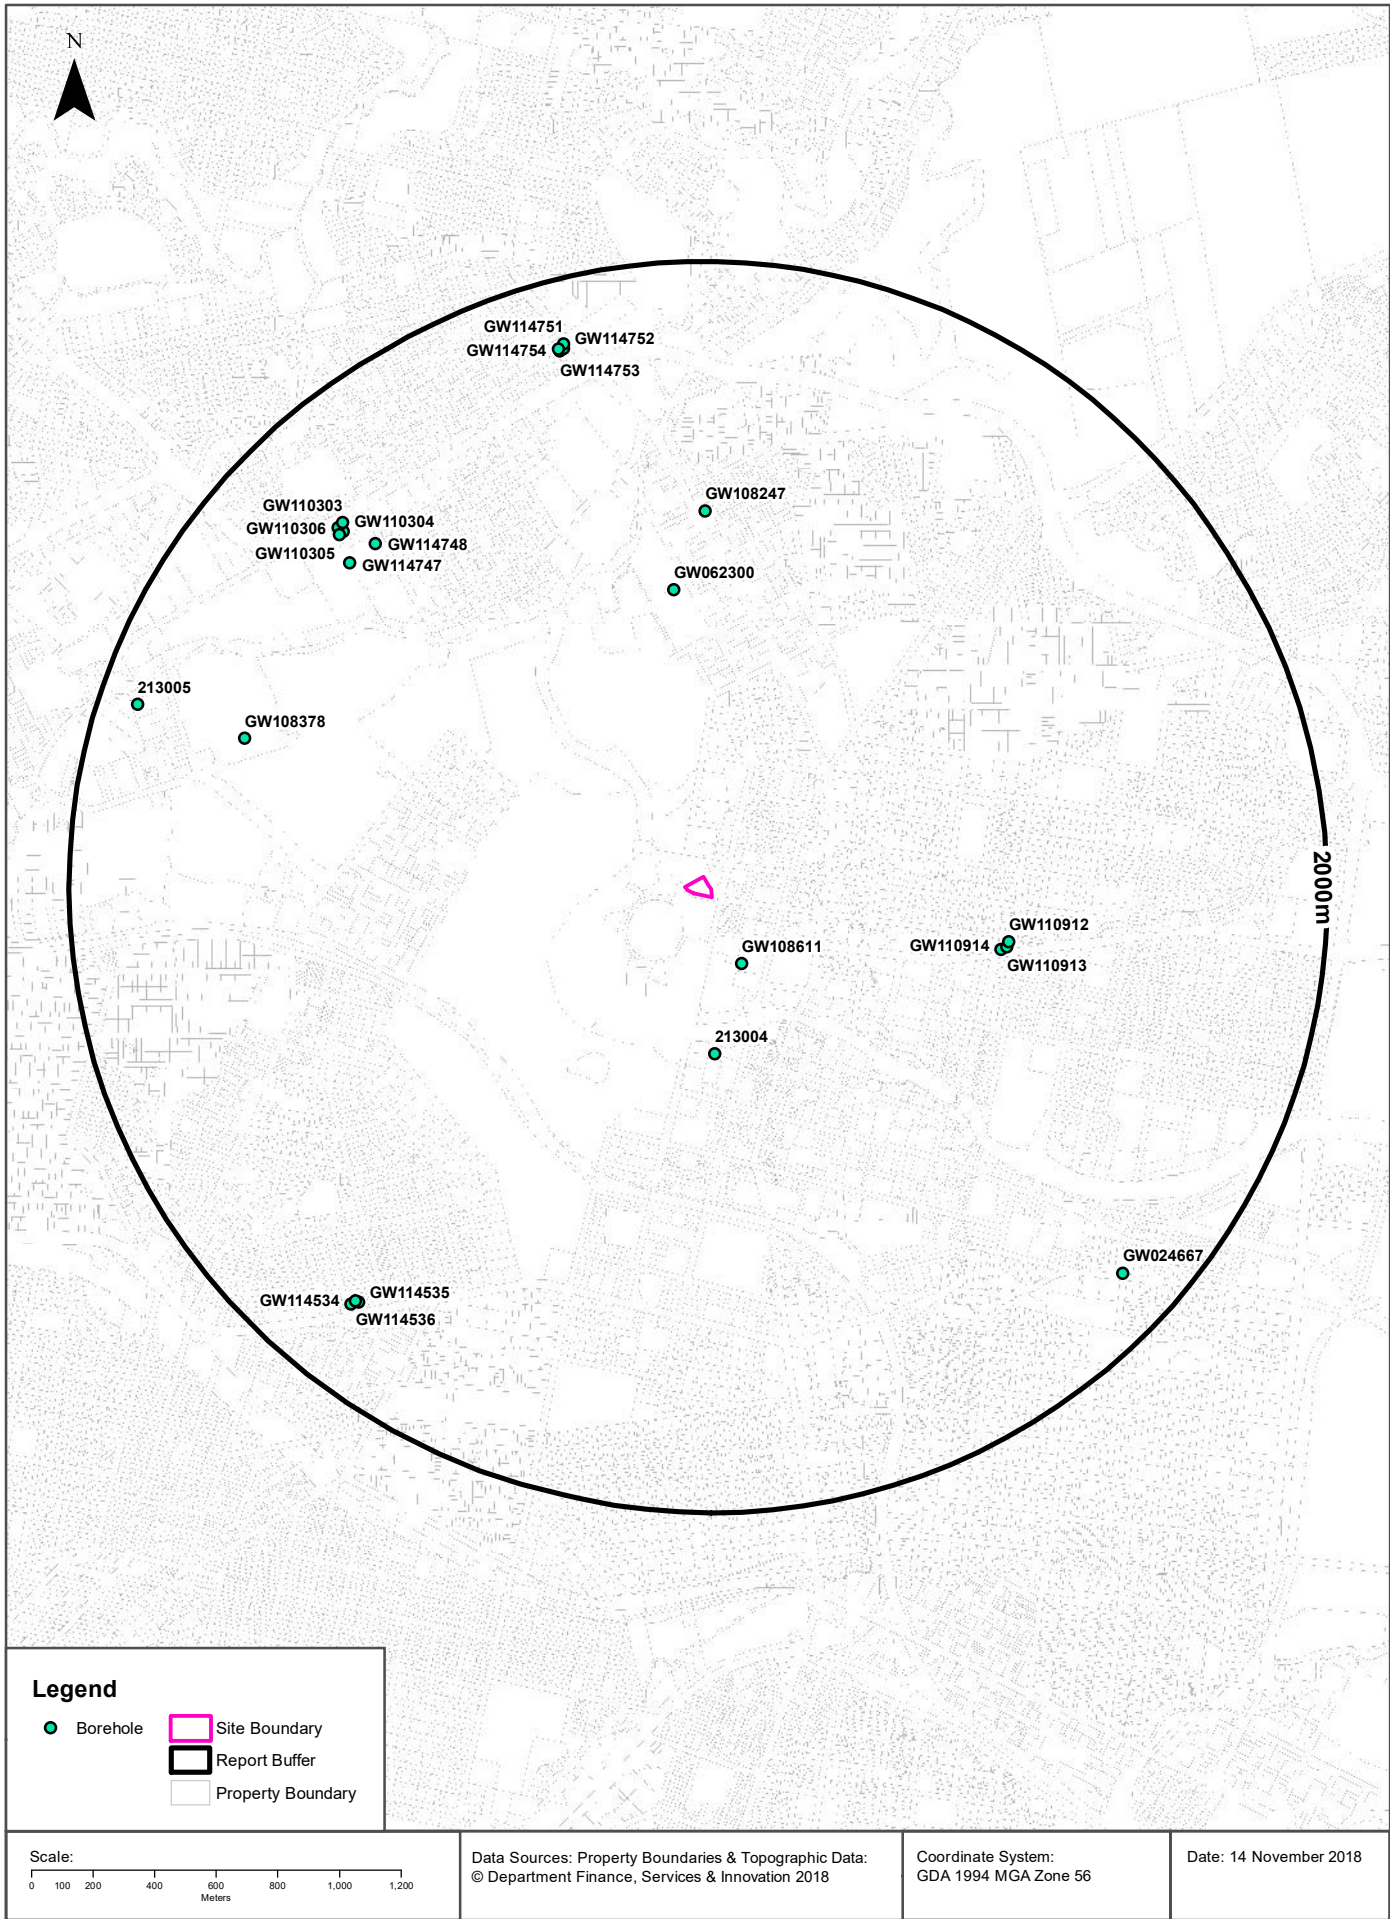 N
GW114751
GW114752
GW114754
GW114753
GW108247
GW110303
GW110304
GW110306
GW114748
GW110305
GW114747
GW062300
213005
GW108378
2000m
GW110912
GW110914
GW108611
GW110913
213004
GW024667
GW114535
GW114534
GW114536
Legend
Borehole
Site Boundary
Report Buffer
Property Boundary
Scale:
0 100 200 400 600 800 1,000 1,200
Meters
Data Sources: Property Boundaries & Topographic Data:
© Department Finance, Services & Innovation 2018
Coordinate System:
GDA 1994 MGA Zone 56
Date: 14 November 2018